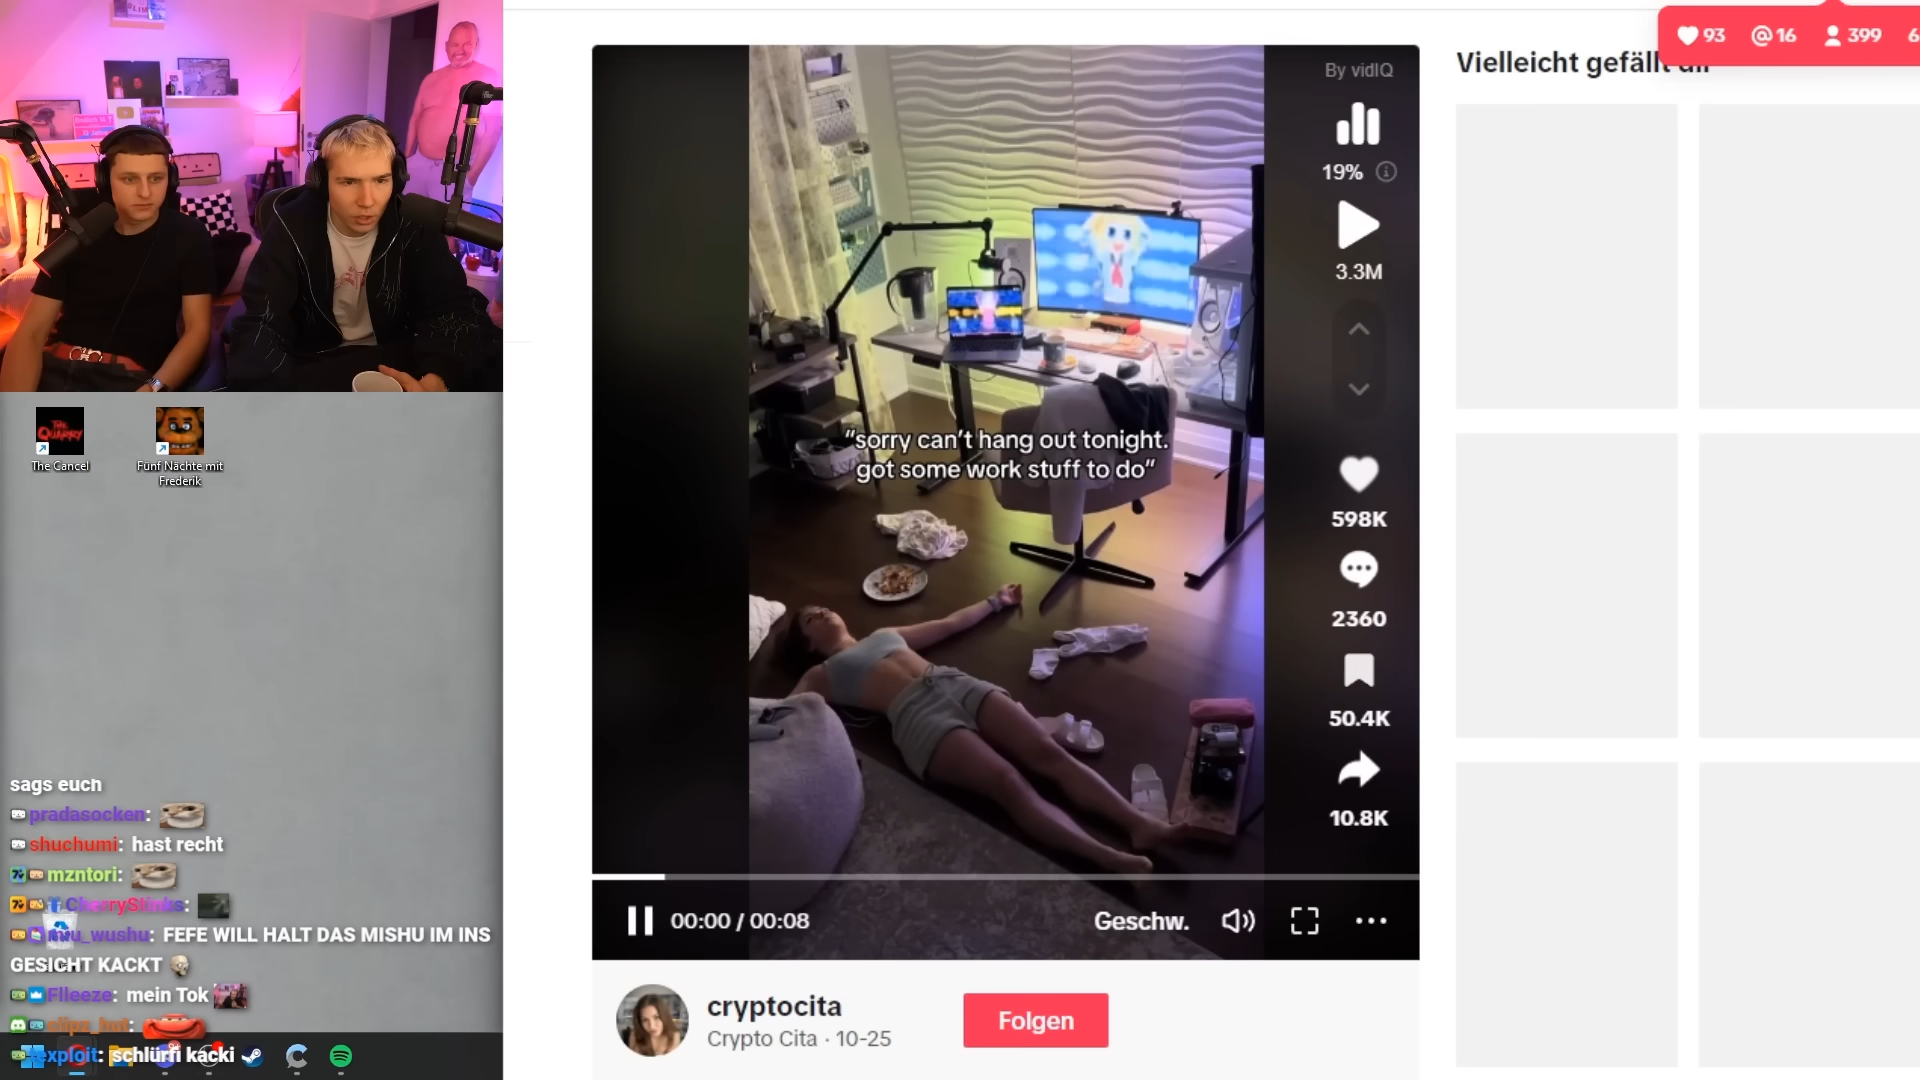 The Cancel
Fünf Nächte mit
Frederik
sags euch
pradasocken:
shuchumi: hast recht
mzntori:
CherryStinks:
wushu: FEFE WILL HALT DAS MISHU IM INS
GESICHT KACKT
Flleeze: mein Tok
exploit: schlürfi kacki
By vidIQ
19%
3.3M
"sorry can't hang out tonight.
got some work stuff to do"
598K
2360
50.4K
10.8K
00:00 / 00:08
Geschw.
cryptocita
Crypto Cita · 10-25
Folgen
93
16
399
Vielleicht gefällt